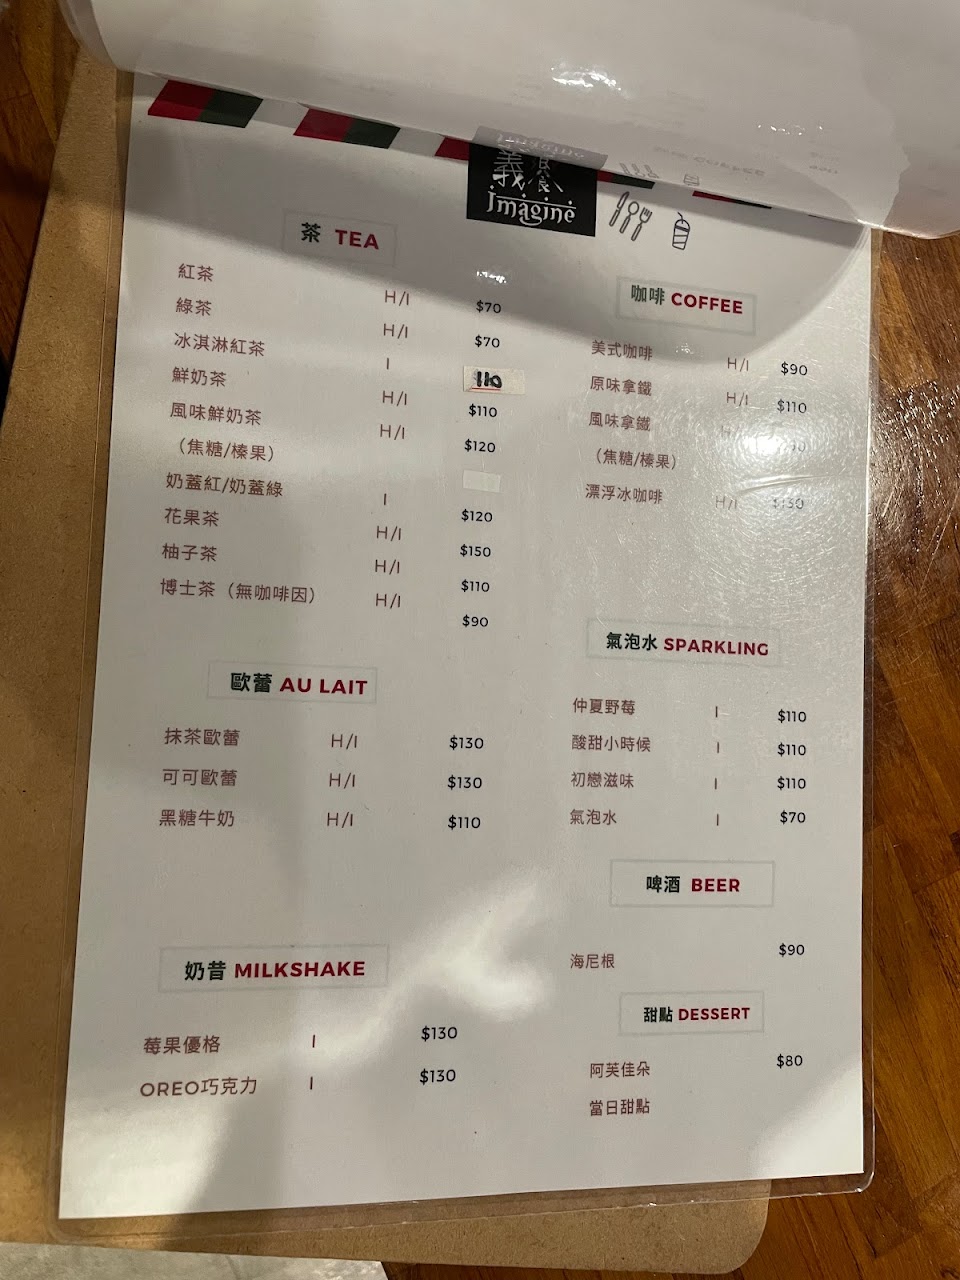 義飡
imagine
茶 TEA
紅茶 H/I $70
綠茶 H/I $70
冰淇淋紅茶 I 110
鮮奶茶 H/I $110
風味鮮奶茶 H/I $120
（焦糖/榛果）
奶蓋紅/奶蓋綠 I $120
花果茶 H/I $150
柚子茶 H/I $110
博士茶（無咖啡因） H/I $90
歐蕾 AU LAIT
抹茶歐蕾 H/I $130
可可歐蕾 H/I $130
黑糖牛奶 H/I $110
奶昔 MILKSHAKE
莓果優格 I $130
OREO巧克力 I $130
咖啡 COFFEE
美式咖啡 H/I $90
原味拿鐵 H/I $110
風味拿鐵
（焦糖/榛果）
漂浮冰咖啡 H/I $130
氣泡水 SPARKLING
仲夏野莓 I $110
酸甜小時候 I $110
初戀滋味 I $110
氣泡水 I $70
啤酒 BEER
海尼根 $90
甜點 DESSERT
阿芙佳朵 $80
當日甜點